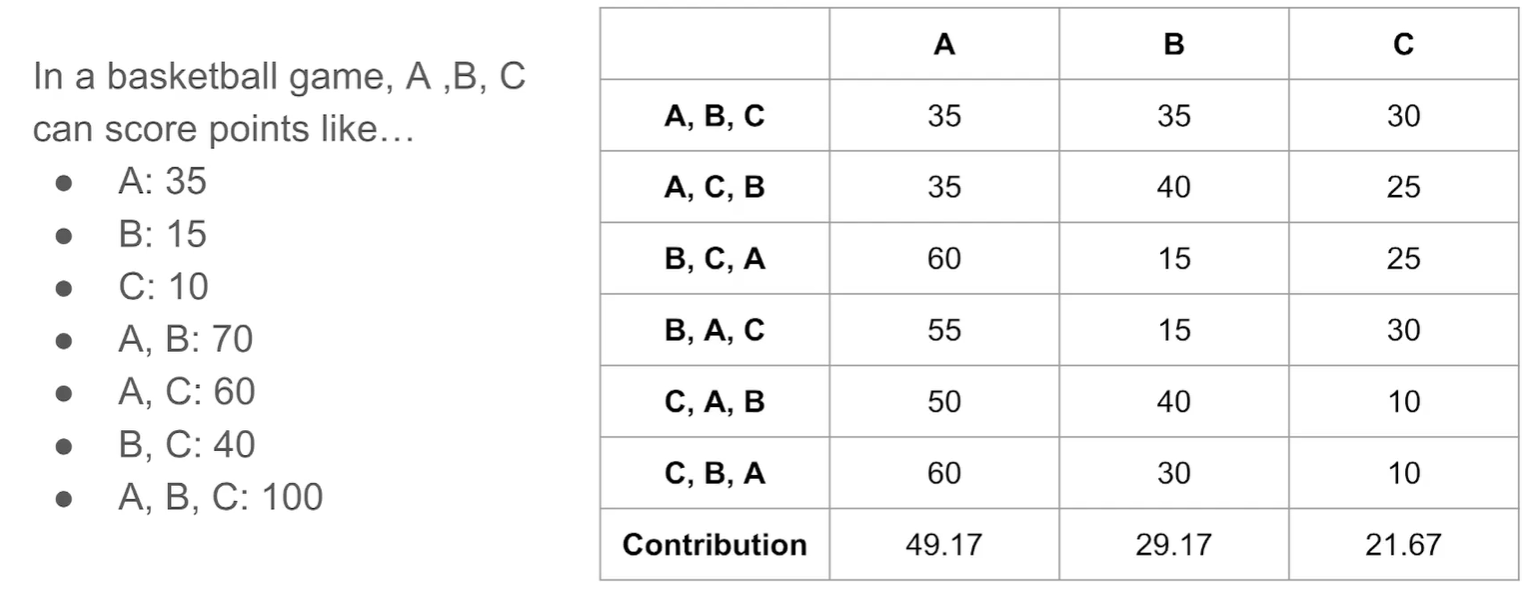 In a basketball game, A ,B, C
can score points like…
● A: 35
● B: 15
● C: 10
● A, B: 70
● A, C: 60
● B, C: 40
● A, B, C: 100
A B C
A, B, C 35 35 30
A, C, B 35 40 25
B, C, A 60 15 25
B, A, C 55 15 30
C, A, B 50 40 10
C, B, A 60 30 10
Contribution 49.17 29.17 21.67